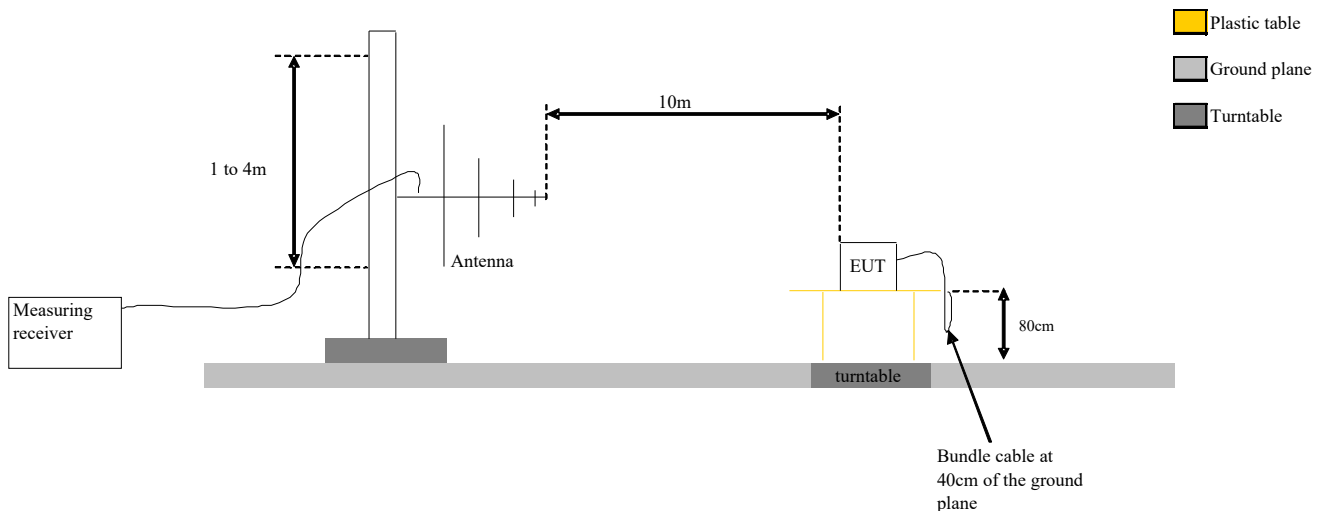 Plastic table
Ground plane
Turntable
10m
1 to 4m
Antenna
EUT
Measuring
receiver
80cm
turntable
Bundle cable at
40cm of the ground
plane